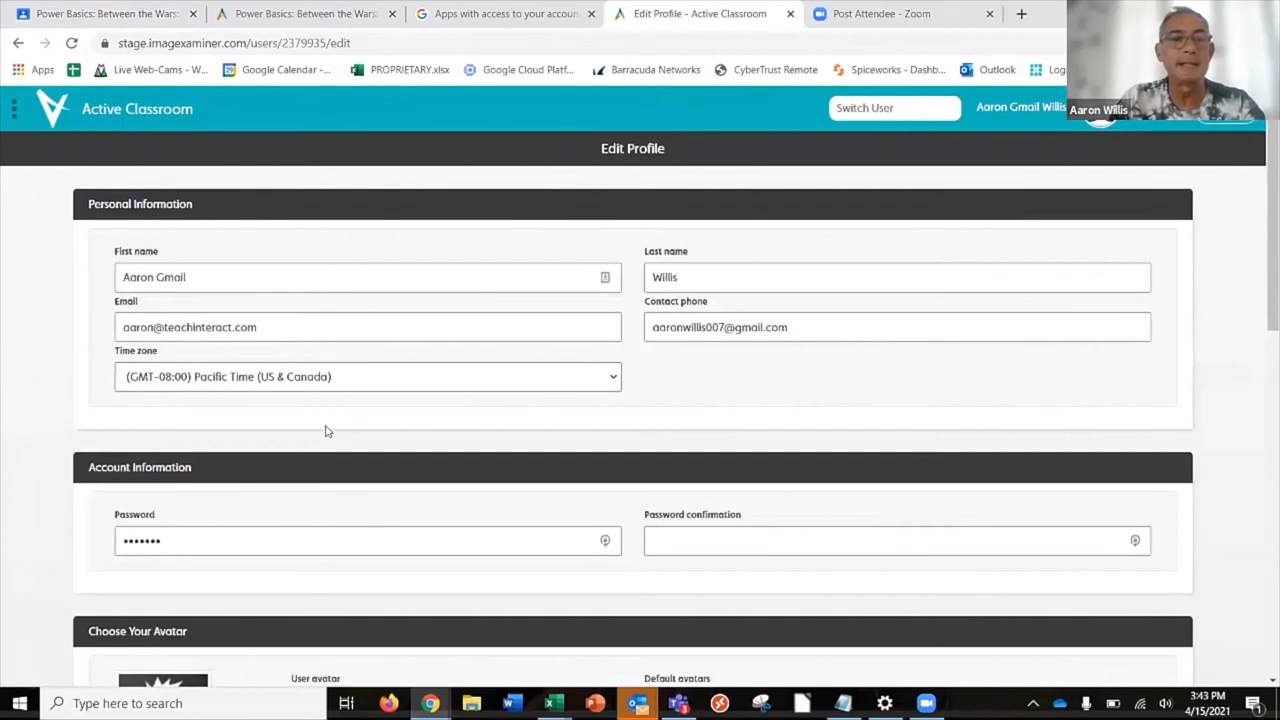 Power Basics: Between the Wars
Power Basics: Between the Wars
Apps with access to your accoun
Edit Profile - Active Classroom
Post Attendee - Zoom
stage.imagexaminer.com/users/2379935/edit
Apps
Live Web-Cams - W...
Google Calendar -...
PROPRIETARY.xlsx
Google Cloud Platf...
Barracuda Networks
CyberTrust Remote
Spiceworks - Dashb...
Outlook
Log
Active Classroom
Switch User
Aaron Gmail Willis
Aaron Willis
Edit Profile
Personal Information
First name
Last name
Aaron Gmail
Willis
Email
Contact phone
aaron@teachinteract.com
aaronwillis007@gmail.com
Time zone
(GMT-08:00) Pacific Time (US & Canada)
Account Information
Password
Password confirmation
•••••••
Choose Your Avatar
User avatar
Default avatars
Type here to search
3:43 PM
4/15/2021